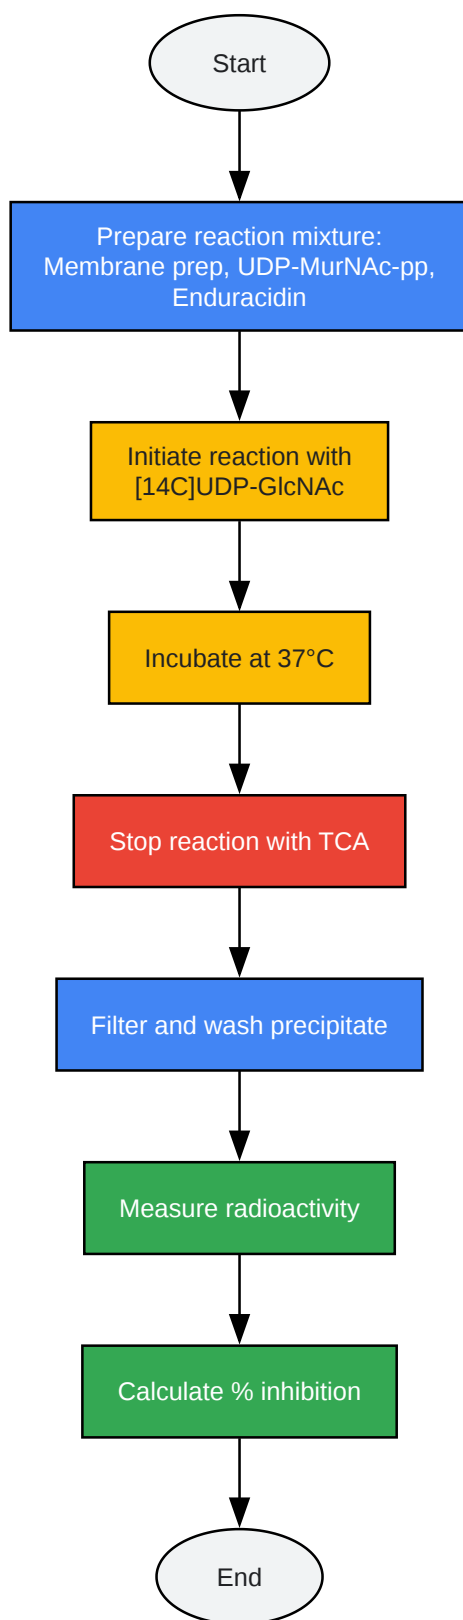 Start
Prepare reaction mixture:
Membrane prep, UDP-MurNAc-pp,
Enduracidin
Initiate reaction with
[14C]UDP-GlcNAc
Incubate at 37°C
Stop reaction with TCA
Filter and wash precipitate
Measure radioactivity
Calculate % inhibition
End